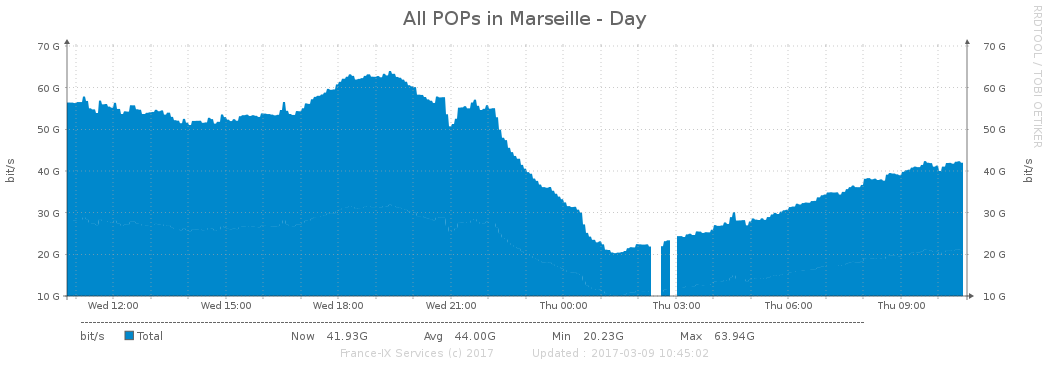 All POPs in Marseille - Day
RRDTOOL / TOBI OETIKER
70 G 70 G
60 G 60 G
50 G 50 G
40 G 40 G
30 G 30 G
20 G 20 G
10 G 10 G
bit/s bit/s
Wed 12:00 Wed 15:00 Wed 18:00 Wed 21:00 Thu 00:00 Thu 03:00 Thu 06:00 Thu 09:00
bit/s Total Now 41.93G Avg 44.00G Min 20.23G Max 63.94G
France-IX Services (c) 2017 Updated : 2017-03-09 10:45:02